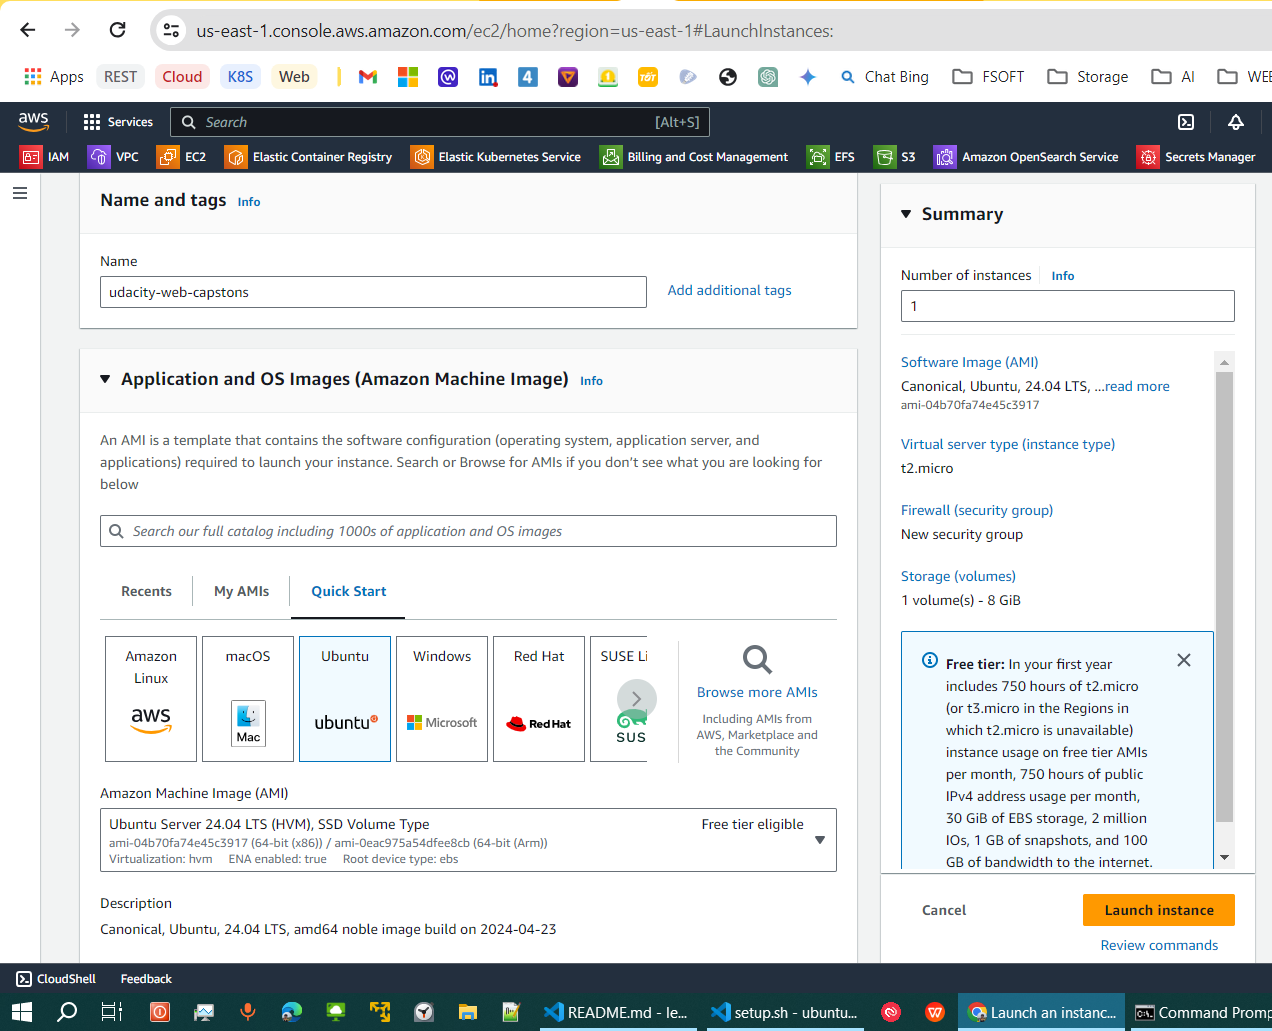 us-east-1.console.aws.amazon.com/ec2/home?region=us-east-1#LaunchInstances:
Apps REST Cloud K8S Web 4 TỐT Chat Bing FSOFT Storage AI WEB
aws Services Search [Alt+S]
IAM VPC EC2 Elastic Container Registry Elastic Kubernetes Service Billing and Cost Management EFS S3 Amazon OpenSearch Service Secrets Manager
Name and tags Info
Name
udacity-web-capstons
Add additional tags
Application and OS Images (Amazon Machine Image) Info
An AMI is a template that contains the software configuration (operating system, application server, and
applications) required to launch your instance. Search or Browse for AMIs if you don't see what you are looking for
below
Search our full catalog including 1000s of application and OS images
Recents My AMIs Quick Start
Amazon
Linux
aws
macOS
Mac
Ubuntu
ubuntu
Windows
Microsoft
Red Hat
Red Hat
SUSE Li
SUS
Browse more AMIs
Including AMIs from
AWS, Marketplace and
the Community
Amazon Machine Image (AMI)
Ubuntu Server 24.04 LTS (HVM), SSD Volume Type Free tier eligible
ami-04b70fa74e45c3917 (64-bit (x86)) / ami-0eac975a54dfee8cb (64-bit (Arm))
Virtualization: hvm ENA enabled: true Root device type: ebs
Description
Canonical, Ubuntu, 24.04 LTS, amd64 noble image build on 2024-04-23
Summary
Number of instances Info
1
Software Image (AMI)
Canonical, Ubuntu, 24.04 LTS, ...read more
ami-04b70fa74e45c3917
Virtual server type (instance type)
t2.micro
Firewall (security group)
New security group
Storage (volumes)
1 volume(s) - 8 GiB
Free tier: In your first year
includes 750 hours of t2.micro
(or t3.micro in the Regions in
which t2.micro is unavailable)
instance usage on free tier AMIs
per month, 750 hours of public
IPv4 address usage per month,
30 GiB of EBS storage, 2 million
IOs, 1 GB of snapshots, and 100
GB of bandwidth to the internet.
Cancel Launch instance
Review commands
CloudShell Feedback
README.md - le... setup.sh - ubuntu... Launch an instanc... Command Promp